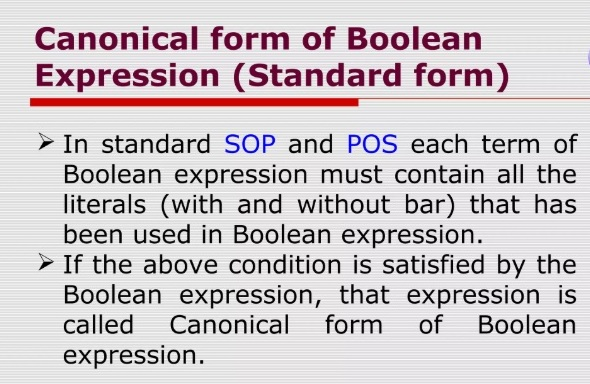 Canonical form of Boolean
Expression (Standard form)
➢ In standard SOP and POS each term of
Boolean expression must contain all the
literals (with and without bar) that has
been used in Boolean expression.
➢ If the above condition is satisfied by the
Boolean expression, that expression is
called Canonical form of Boolean
expression.